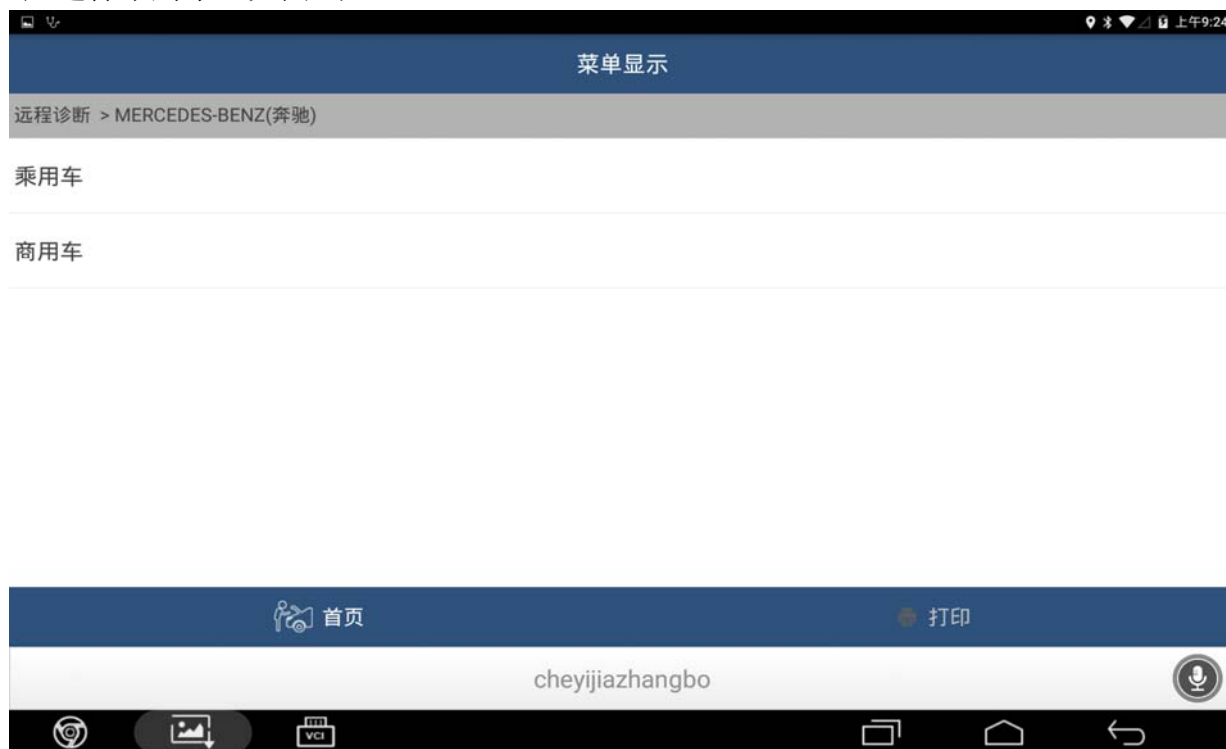 上午9:24
菜单显示
远程诊断 > MERCEDES-BENZ(奔驰)
乘用车
商用车
首页 打印
cheyijiazhangbo
VCI